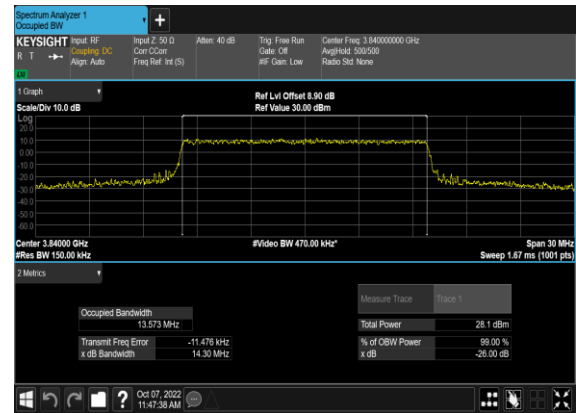 Spectrum Analyzer 1
Occupied BW
KEYSIGHT
R T
LV
Input: RF
Coupling: DC
Align: Auto
Input Z: 50 Ω
Corr CCorr
Freq Ref: Int (S)
Atten: 40 dB
Trig: Free Run
Gate: Off
#IF Gain: Low
Center Freq: 3.840000000 GHz
Avg|Hold: 500/500
Radio Std: None
1 Graph
Scale/Div 10.0 dB
Ref Lvl Offset 8.90 dB
Ref Value 30.00 dBm
Log
20.0
10.0
0.00
-10.0
-20.0
-30.0
-40.0
-50.0
-60.0
Center 3.84000 GHz
#Res BW 150.00 kHz
#Video BW 470.00 kHz*
Span 30 MHz
Sweep 1.67 ms (1001 pts)
2 Metrics
Measure Trace Trace 1
Occupied Bandwidth
13.573 MHz
Total Power 28.1 dBm
Transmit Freq Error -11.476 kHz
% of OBW Power 99.00 %
x dB Bandwidth 14.30 MHz
x dB -26.00 dB
?
Oct 07, 2022
11:47:38 AM